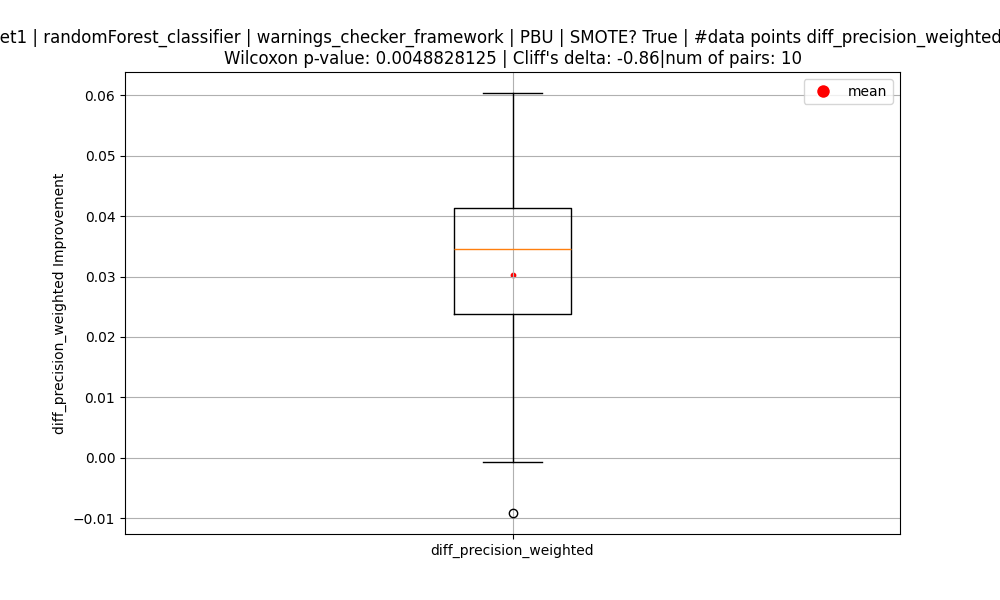 et1 | randomForest_classifier | warnings_checker_framework | PBU | SMOTE? True | #data points diff_precision_weighted
Wilcoxon p-value: 0.0048828125 | Cliff's delta: -0.86|num of pairs: 10
mean
0.06
0.05
0.04
0.03
0.02
0.01
0.00
−0.01
diff_precision_weighted Improvement
diff_precision_weighted